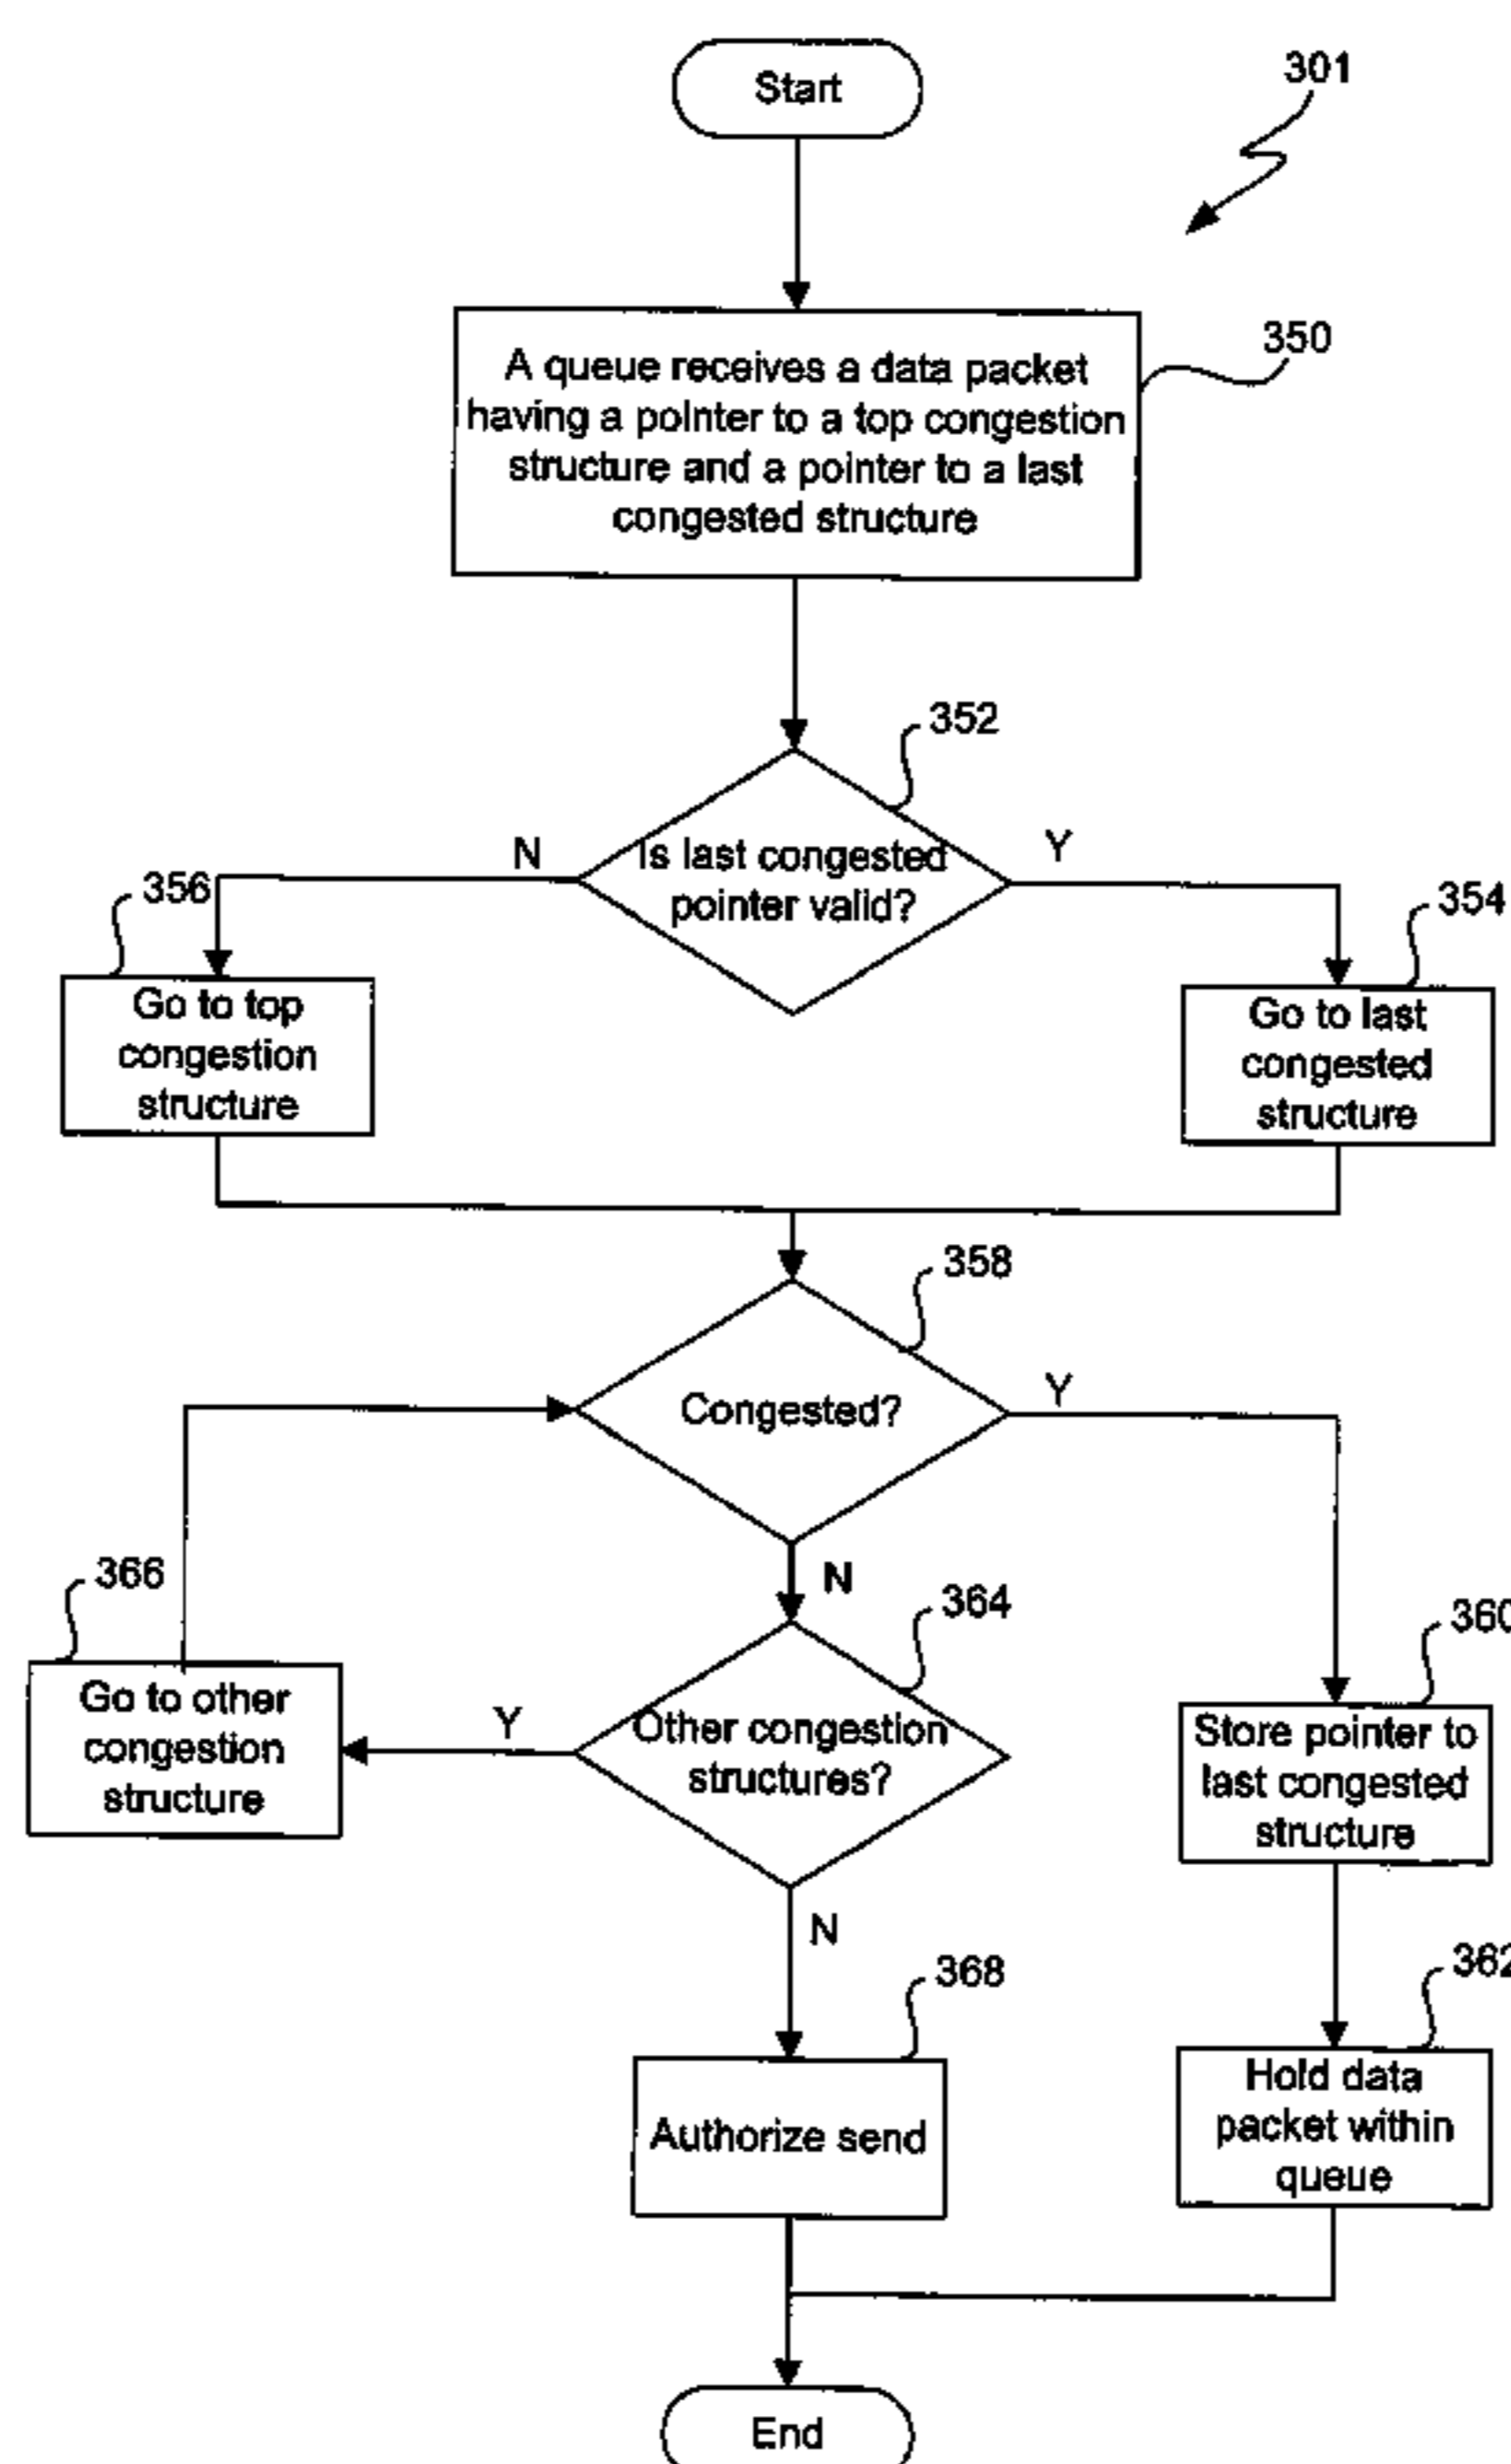 Start
301
A queue receives a data packet
having a pointer to a top congestion
structure and a pointer to a last
congested structure
350
352
Is last congested
pointer valid?
N
Y
356
Go to top
congestion
structure
354
Go to last
congested
structure
358
Congested?
Y
N
366
Go to other
congestion
structure
364
Other congestion
structures?
Y
N
360
Store pointer to
last congested
structure
368
Authorize send
362
Hold data
packet within
queue
End